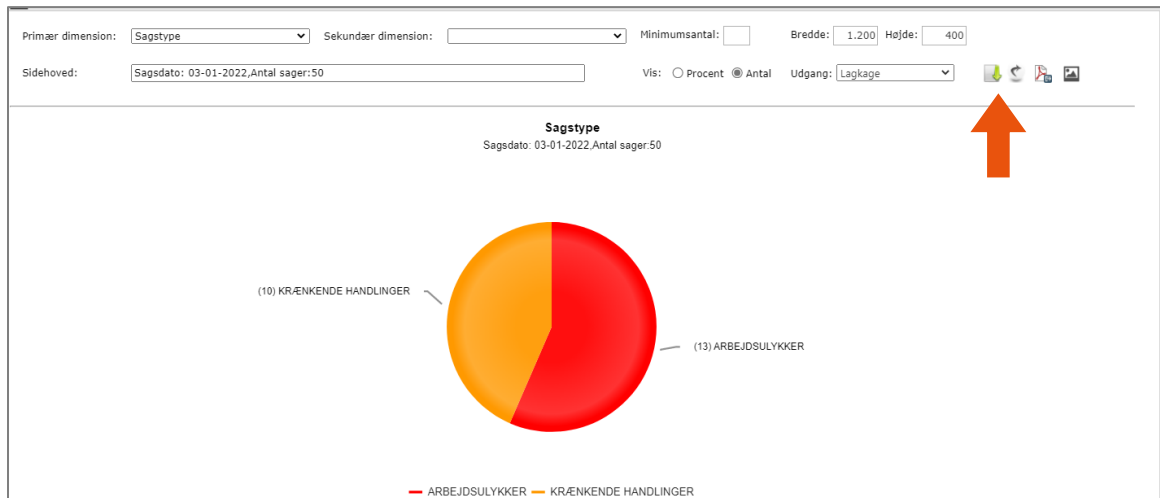 Primær dimension: Sagstype Sekundær dimension: Minimumsantal: Bredde: 1.200 Højde: 400
Sidehoved: Sagsdato: 03-01-2022,Antal sager:50 Vis: Procent Antal Udgang: Lagkage
Sagstype
Sagsdato: 03-01-2022,Antal sager:50
(10) KRÆNKENDE HANDLINGER
(13) ARBEJDSULYKKER
ARBEJDSULYKKER KRÆNKENDE HANDLINGER